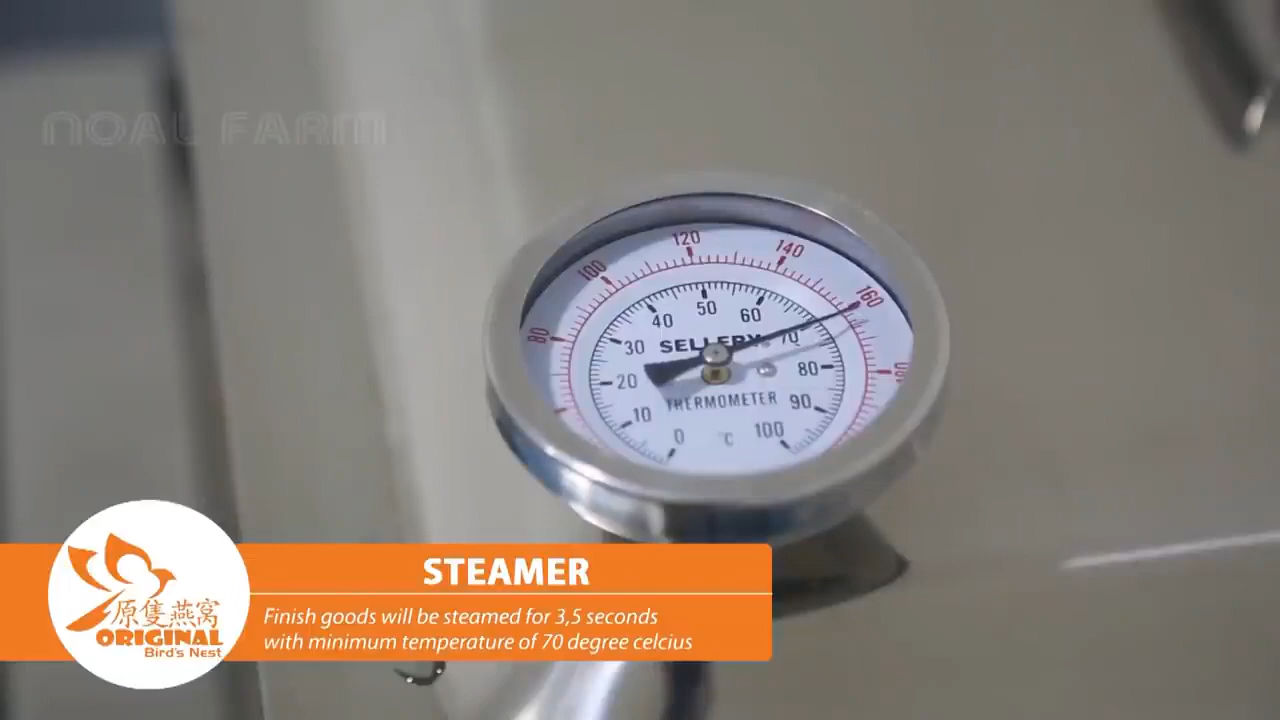 NOAL FARM
80
100
120
140
160
0
10
20
30
40
50
60
70
80
90
100
SELLERY
THERMOMETER
°C
STEAMER
Finish goods will be steamed for 3,5 seconds
with minimum temperature of 70 degree celcius
原隻燕窩
ORIGINAL
Bird's Nest